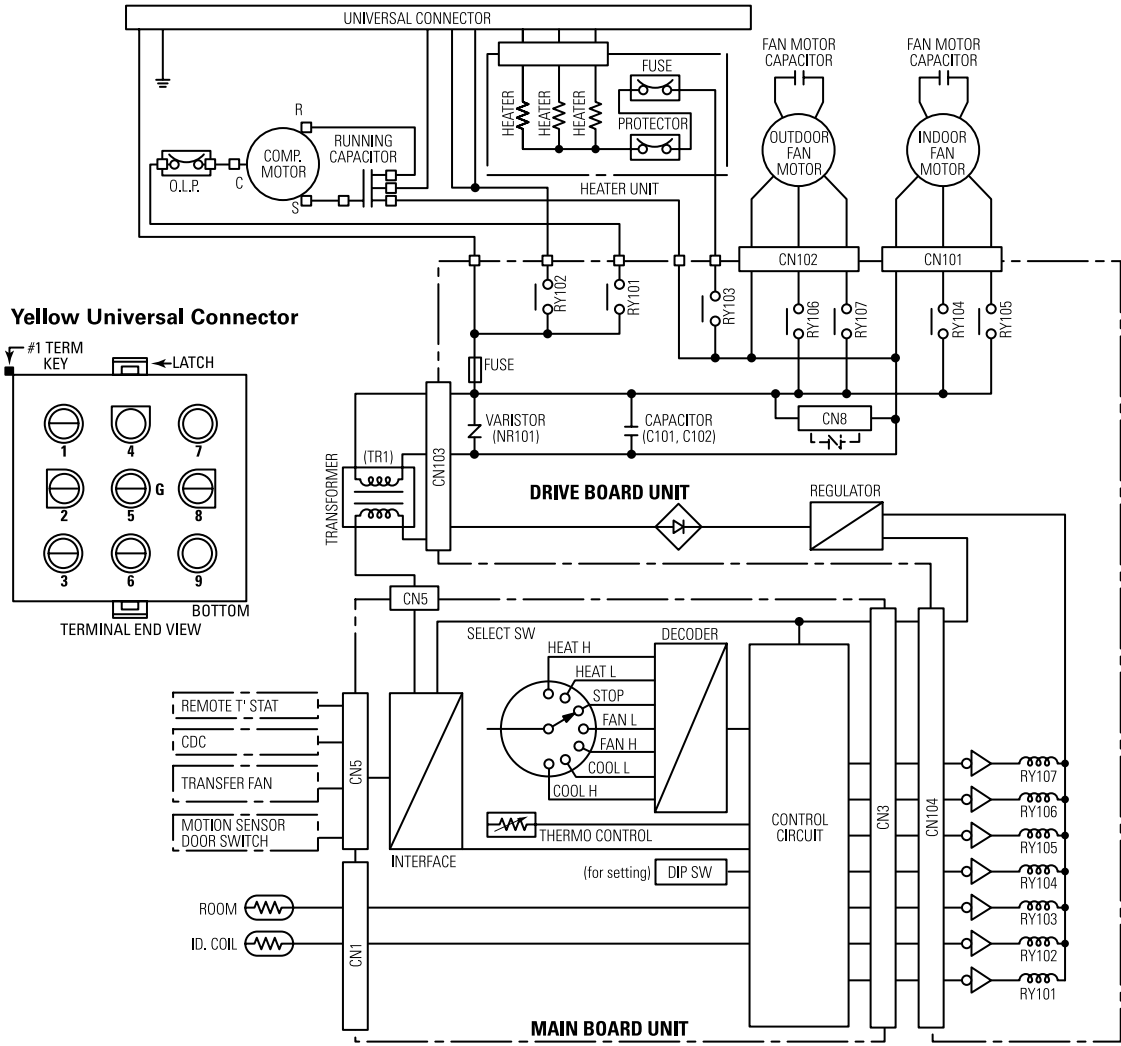 UNIVERSAL CONNECTOR
FAN MOTOR
CAPACITOR
FAN MOTOR
CAPACITOR
FUSE
HEATER
HEATER
HEATER
PROTECTOR
R
RUNNING
CAPACITOR
COMP.
MOTOR
OUTDOOR
FAN
MOTOR
INDOOR
FAN
MOTOR
O.L.P.
C
S
HEATER UNIT
CN102
CN101
RY102
RY101
RY103
RY106
RY107
RY104
RY105
Yellow Universal Connector
#1 TERM
KEY
LATCH
1
4
7
2
5
G
8
3
6
9
BOTTOM
TERMINAL END VIEW
FUSE
VARISTOR
(NR101)
CAPACITOR
(C101, C102)
CN8
N
(TR1)
TRANSFORMER
CN103
DRIVE BOARD UNIT
REGULATOR
CN5
SELECT SW
DECODER
HEAT H
HEAT L
STOP
FAN L
FAN H
COOL L
COOL H
REMOTE T' STAT
CDC
TRANSFER FAN
MOTION SENSOR
DOOR SWITCH
CN5
INTERFACE
THERMO CONTROL
(for setting)
DIP SW
CONTROL
CIRCUIT
CN3
CN104
RY107
RY106
RY105
RY104
RY103
RY102
RY101
ROOM
ID. COIL
CN1
MAIN BOARD UNIT